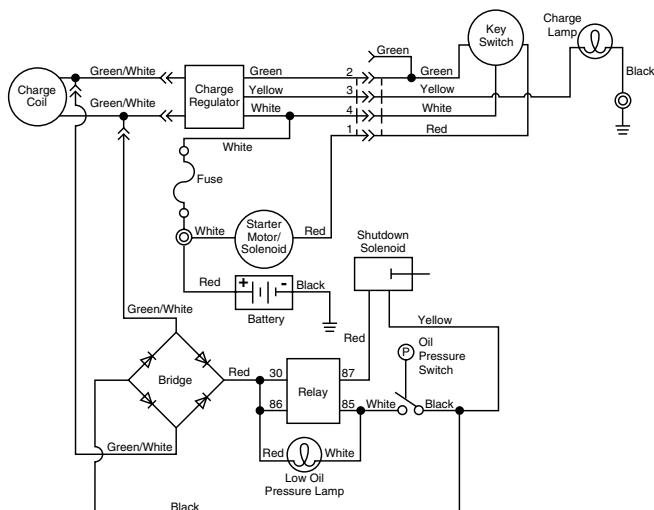 Charge
Lamp
Key
Switch
Green
Green/White
Green
2
Green
Black
Charge
Coil
Charge
Regulator
Yellow
3
Yellow
Green/White
White
4
White
1
Red
White
Fuse
White
Starter
Motor/
Solenoid
Red
Shutdown
Solenoid
Red
+
-
Black
Battery
Green/White
Yellow
Red
P
Oil
Pressure
Switch
Bridge
Red
30
87
Relay
86
85
White
Black
Green/White
Red
White
Low Oil
Pressure Lamp
Black